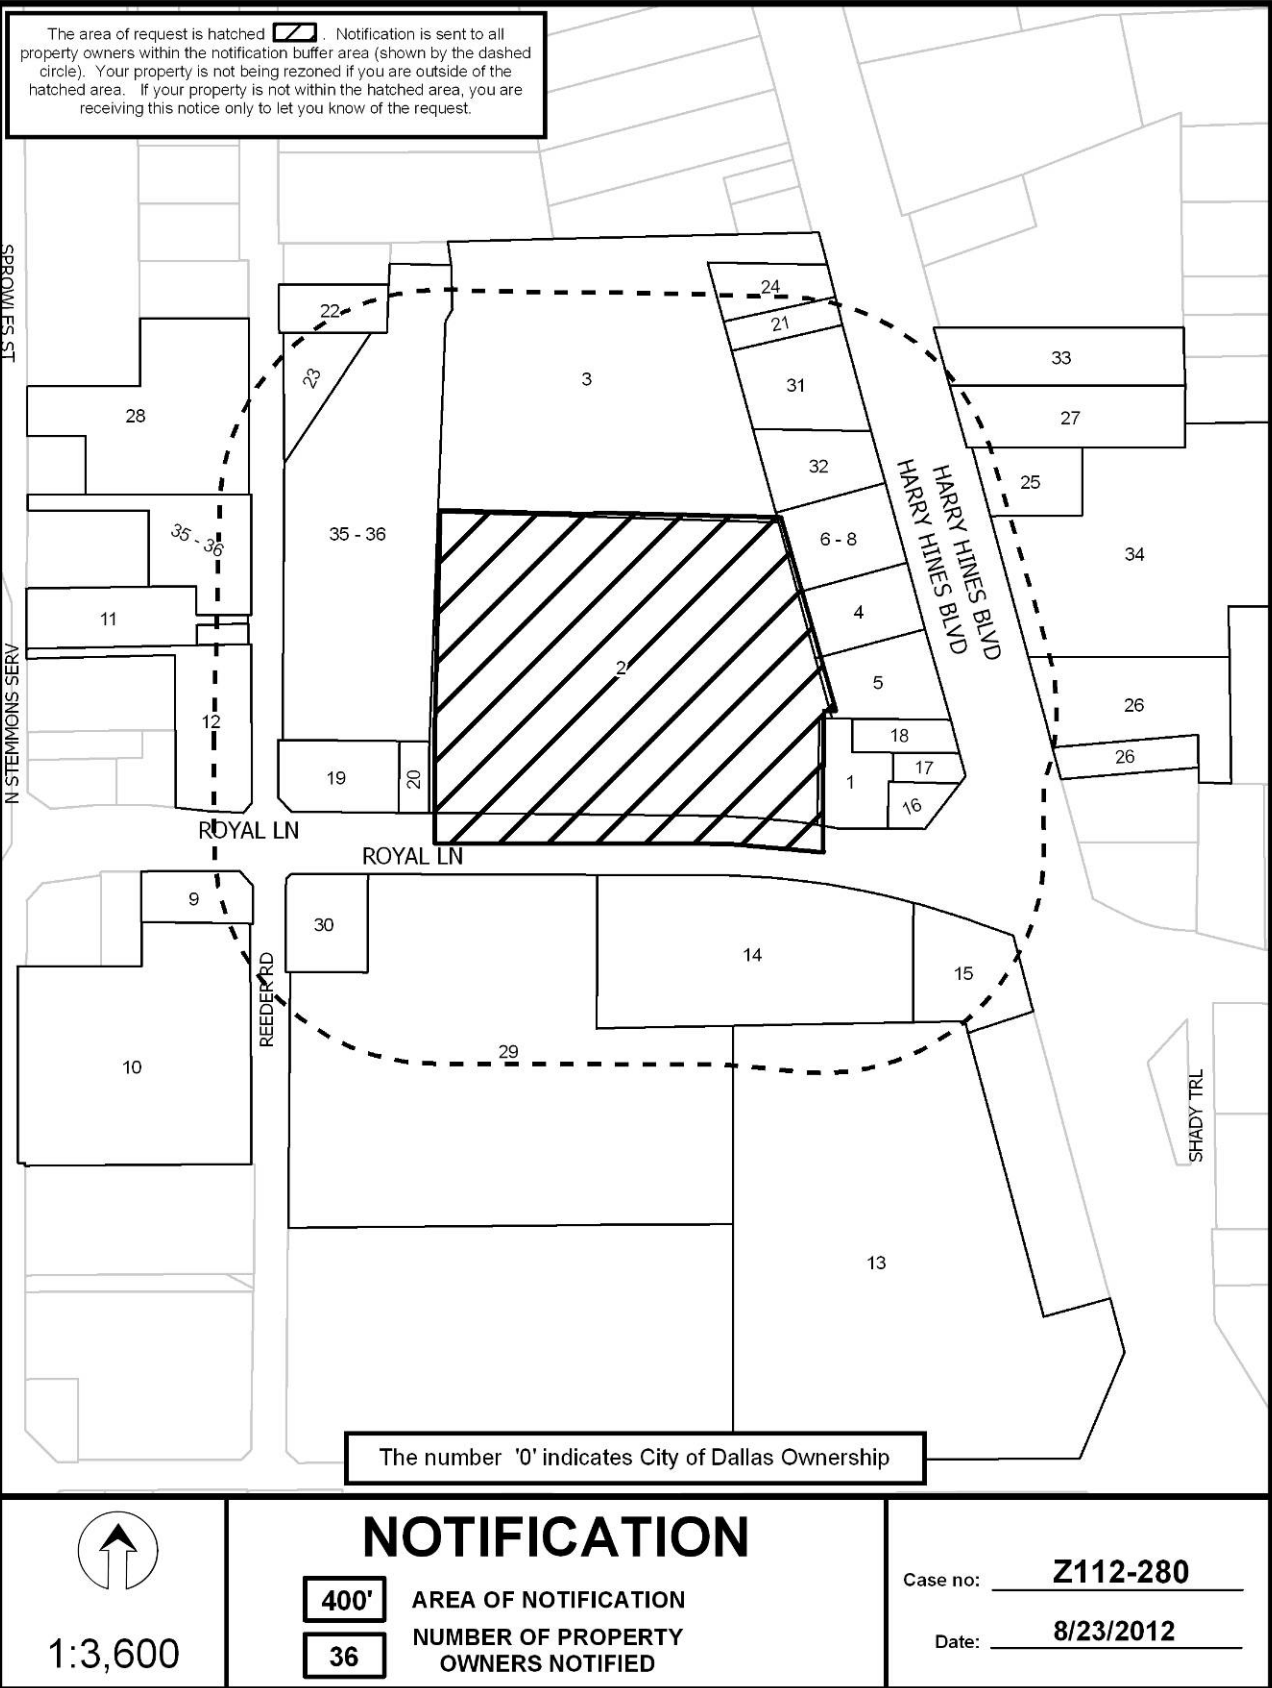 The area of request is hatched . Notification is sent to all
property owners within the notification buffer area (shown by the dashed
circle). Your property is not being rezoned if you are outside of the
hatched area. If your property is not within the hatched area, you are
receiving this notice only to let you know of the request.
SPROWLES ST
24
22
21
33
23
3
31
28
27
32
25
35 - 36
35 - 36
6 - 8
HARRY HINES BLVD
HARRY HINES BLVD
34
11
4
2
5
N STEMMONS SERV
12
26
18
26
17
19
20
1
16
ROYAL LN
ROYAL LN
9
30
14
15
REEDER RD
29
10
SHADY TRL
13
The number '0' indicates City of Dallas Ownership
1:3,600
NOTIFICATION
400' AREA OF NOTIFICATION
36 NUMBER OF PROPERTY
OWNERS NOTIFIED
Case no: Z112-280
Date: 8/23/2012